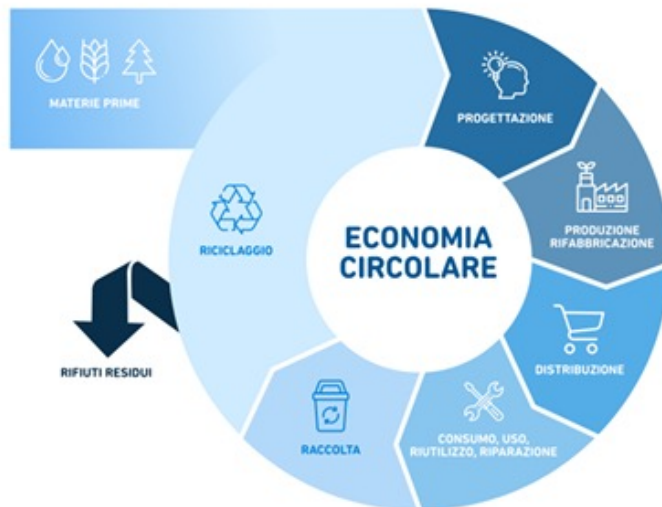 MATERIE PRIME
PROGETTAZIONE
PRODUZIONE
RIFABBRICAZIONE
ECONOMIA
CIRCOLARE
RICICLAGGIO
DISTRIBUZIONE
RIFIUTI RESIDUI
CONSUMO, USO,
RIUTILIZZO, RIPARAZIONE
RACCOLTA